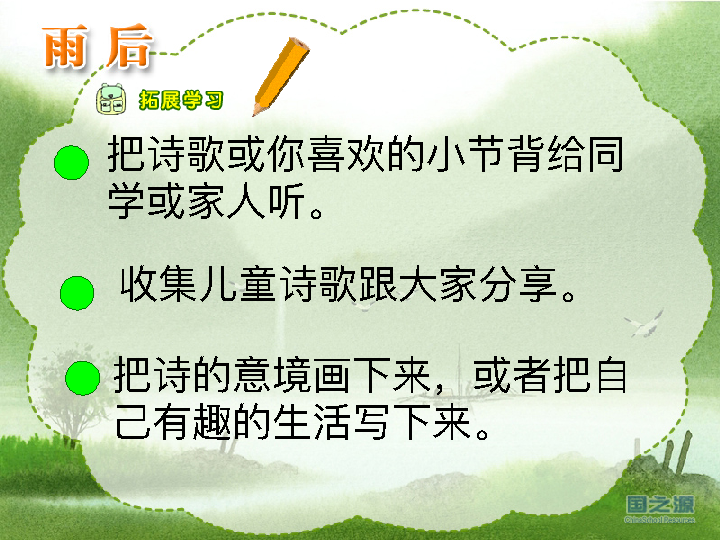 雨后
拓展学习
把诗歌或你喜欢的小节背给同
学或家人听。
收集儿童诗歌跟大家分享。
把诗的意境画下来，或者把自
己有趣的生活写下来。
国之源